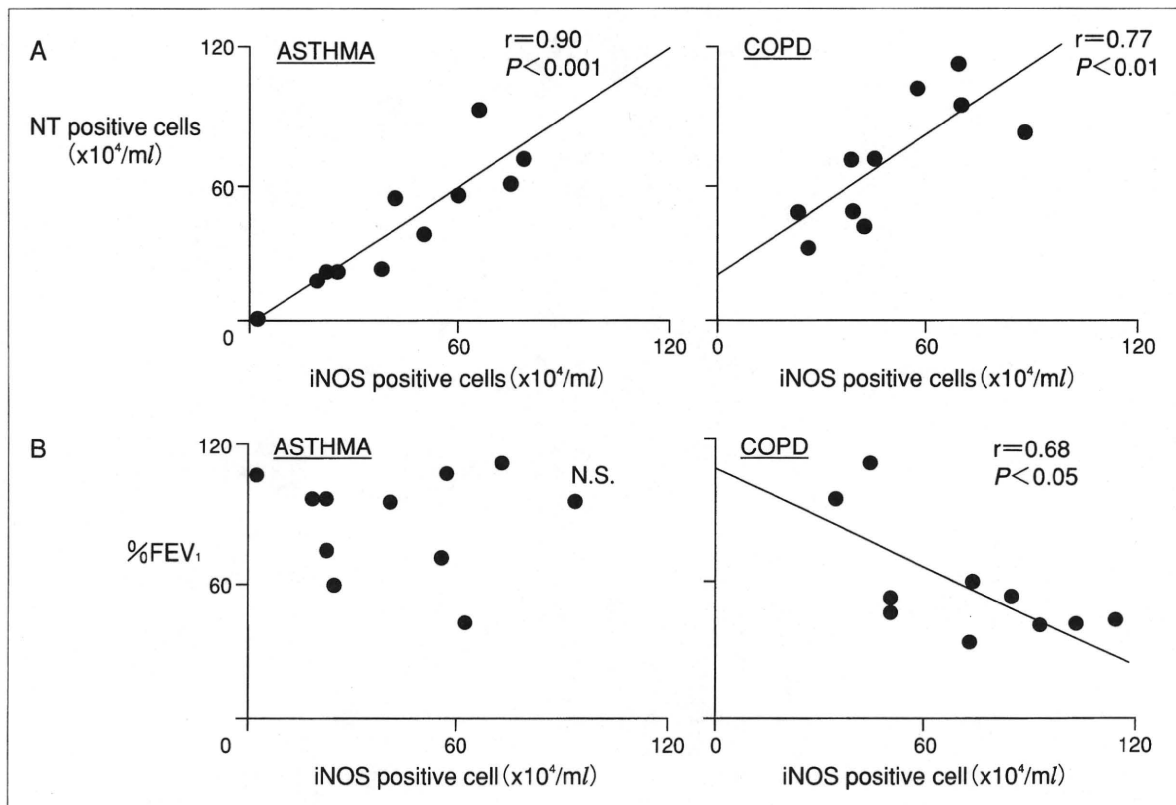 A
ASTHMA
r=0.90
P<0.001
NT positive cells
(x10⁴/ml)
120
60
0
60
120
iNOS positive cells(x10⁴/ml)
COPD
r=0.77
P<0.01
0
60
120
iNOS positive cells(x10⁴/ml)
B
ASTHMA
N.S.
%FEV₁
120
60
0
60
120
iNOS positive cell(x10⁴/ml)
COPD
r=0.68
P<0.05
0
60
120
iNOS positive cell(x10⁴/ml)